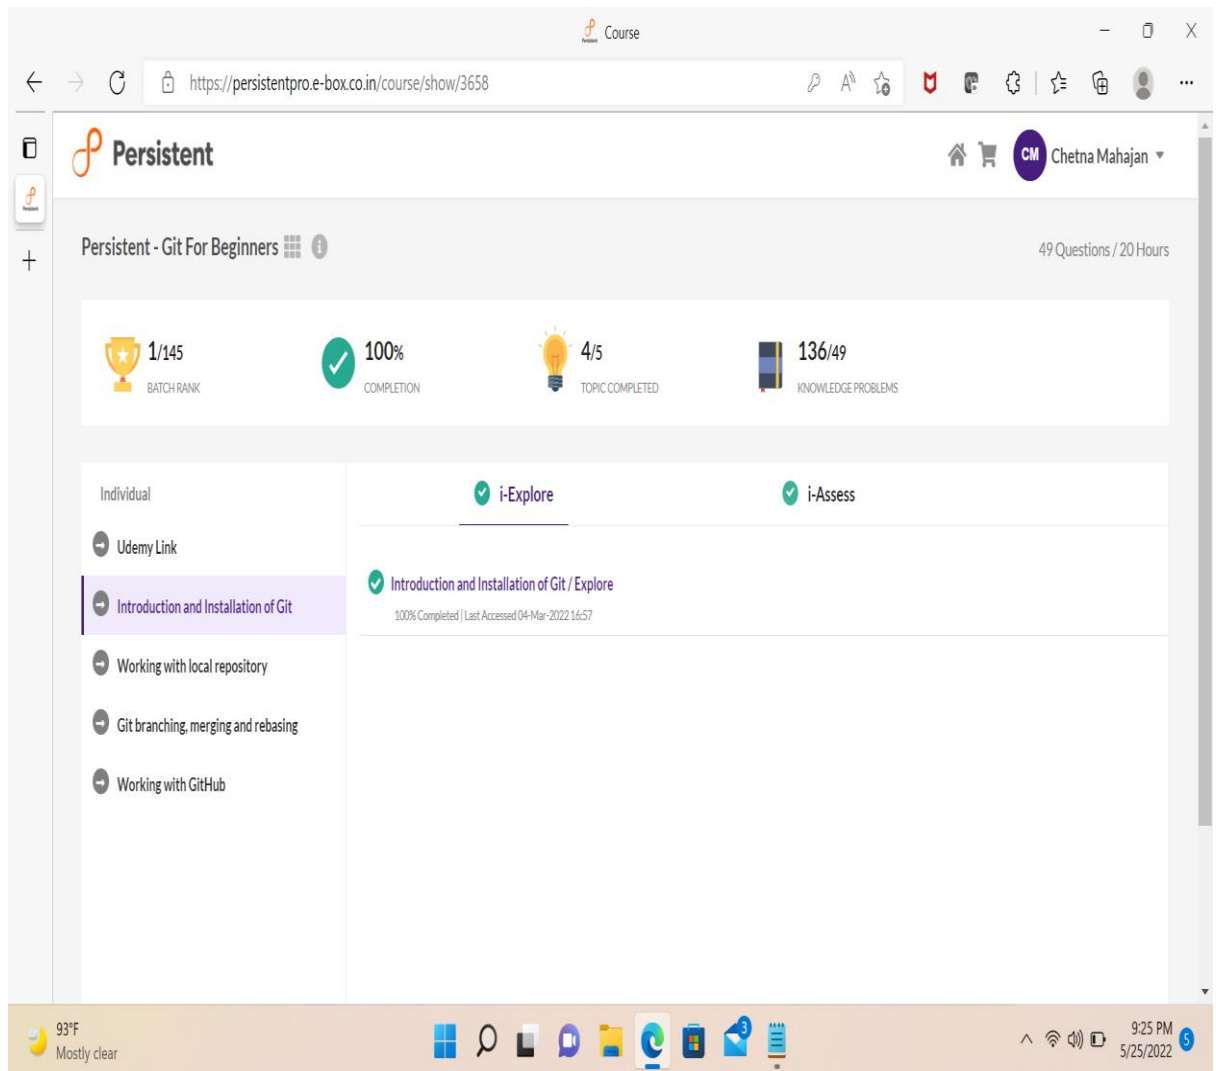 Persistent
Course
https://persistentpro.e-box.co.in/course/show/3658
Persistent
CM
Chetna Mahajan
Persistent
Persistent - Git For Beginners
49 Questions / 20 Hours
1/145
BATCH RANK
100%
COMPLETION
4/5
TOPIC COMPLETED
136/49
KNOWLEDGE PROBLEMS
Individual
i-Explore
i-Assess
Udemy Link
Introduction and Installation of Git
Introduction and Installation of Git / Explore
100% Completed | Last Accessed 04-Mar-2022 16:57
Working with local repository
Git branching, merging and rebasing
Working with GitHub
93°F
Mostly clear
3
9:25 PM
5/25/2022
5